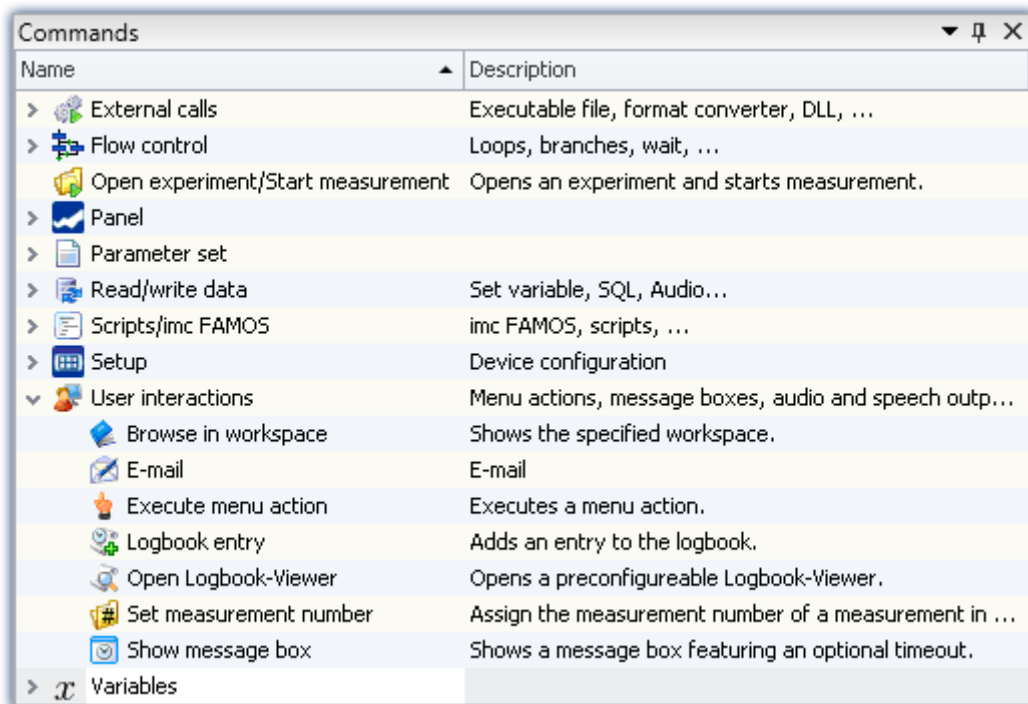 Commands
Name Description
External calls Executable file, format converter, DLL, ...
Flow control Loops, branches, wait, ...
Open experiment/Start measurement Opens an experiment and starts measurement.
Panel
Parameter set
Read/write data Set variable, SQL, Audio...
Scripts/imc FAMOS imc FAMOS, scripts, ...
Setup Device configuration
User interactions Menu actions, message boxes, audio and speech outp...
Browse in workspace Shows the specified workspace.
E-mail E-mail
Execute menu action Executes a menu action.
Logbook entry Adds an entry to the logbook.
Open Logbook-Viewer Opens a preconfigureable Logbook-Viewer.
Set measurement number Assign the measurement number of a measurement in ...
Show message box Shows a message box featuring an optional timeout.
x Variables